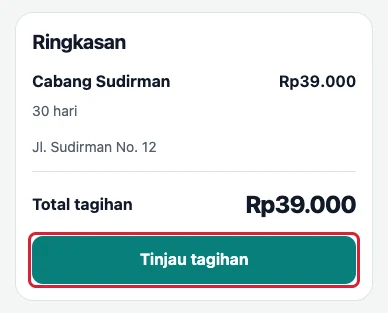 Ringkasan
Cabang Sudirman Rp39.000
30 hari
Jl. Sudirman No. 12
Total tagihan Rp39.000
Tinjau tagihan